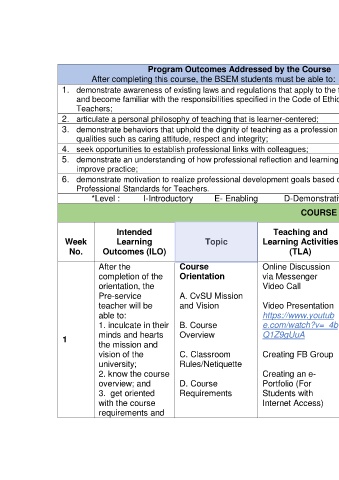 Program Outcomes Addressed by the Course
After completing this course, the BSEM students must be able to:
1. demonstrate awareness of existing laws and regulations that apply to the
and become familiar with the responsibilities specified in the Code of Ethic
Teachers;
2. articulate a personal philosophy of teaching that is learner-centered;
3. demonstrate behaviors that uphold the dignity of teaching as a profession
qualities such as caring attitude, respect and integrity;
4. seek opportunities to establish professional links with colleagues;
5. demonstrate an understanding of how professional reflection and learning
improve practice;
6. demonstrate motivation to realize professional development goals based
Professional Standards for Teachers.
*Level : I-Introductory E- Enabling D-Demonstrati
COURSE
Week
No.
Intended
Learning
Outcomes (ILO)
Topic
Teaching and
Learning Activities
(TLA)
1
After the
completion of the
orientation, the
Pre-service
teacher will be
able to:
1. inculcate in their
minds and hearts
the mission and
vision of the
university;
2. know the course
overview; and
3. get oriented
with the course
requirements and
Course
Orientation
A. CvSU Mission
and Vision
B. Course
Overview
C. Classroom
Rules/Netiquette
D. Course
Requirements
Online Discussion
via Messenger
Video Call
Video Presentation
https://www.youtub
e.com/watch?v=_4b
Q1Z9gUuA
Creating FB Group
Creating an e-
Portfolio (For
Students with
Internet Access)